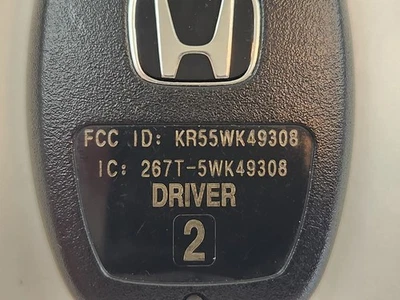 FCC ID: KR55WK49308
IC: 267T-5WK49308
DRIVER
2